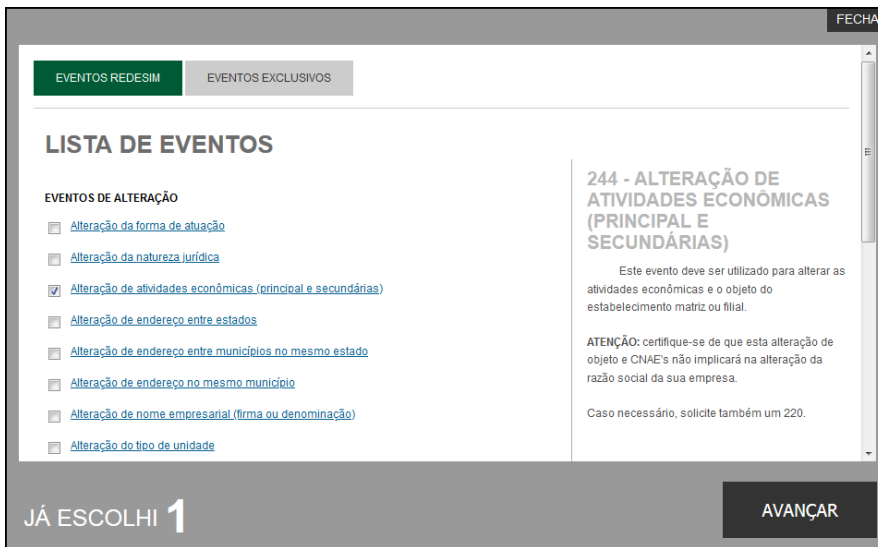 FECHA
EVENTOS REDESIM
EVENTOS EXCLUSIVOS
LISTA DE EVENTOS
EVENTOS DE ALTERAÇÃO
Alteração da forma de atuação
Alteração da natureza jurídica
Alteração de atividades econômicas (principal e secundárias)
Alteração de endereço entre estados
Alteração de endereço entre municípios no mesmo estado
Alteração de endereço no mesmo município
Alteração de nome empresarial (firma ou denominação)
Alteração do tipo de unidade
244 - ALTERAÇÃO DE
ATIVIDADES ECONÔMICAS
(PRINCIPAL E
SECUNDÁRIAS)
Este evento deve ser utilizado para alterar as
atividades econômicas e o objeto do
estabelecimento matriz ou filial.
ATENÇÃO: certifique-se de que esta alteração de
objeto e CNAE's não implicará na alteração da
razão social da sua empresa.
Caso necessário, solicite também um 220.
JÁ ESCOLHI 1
AVANÇAR